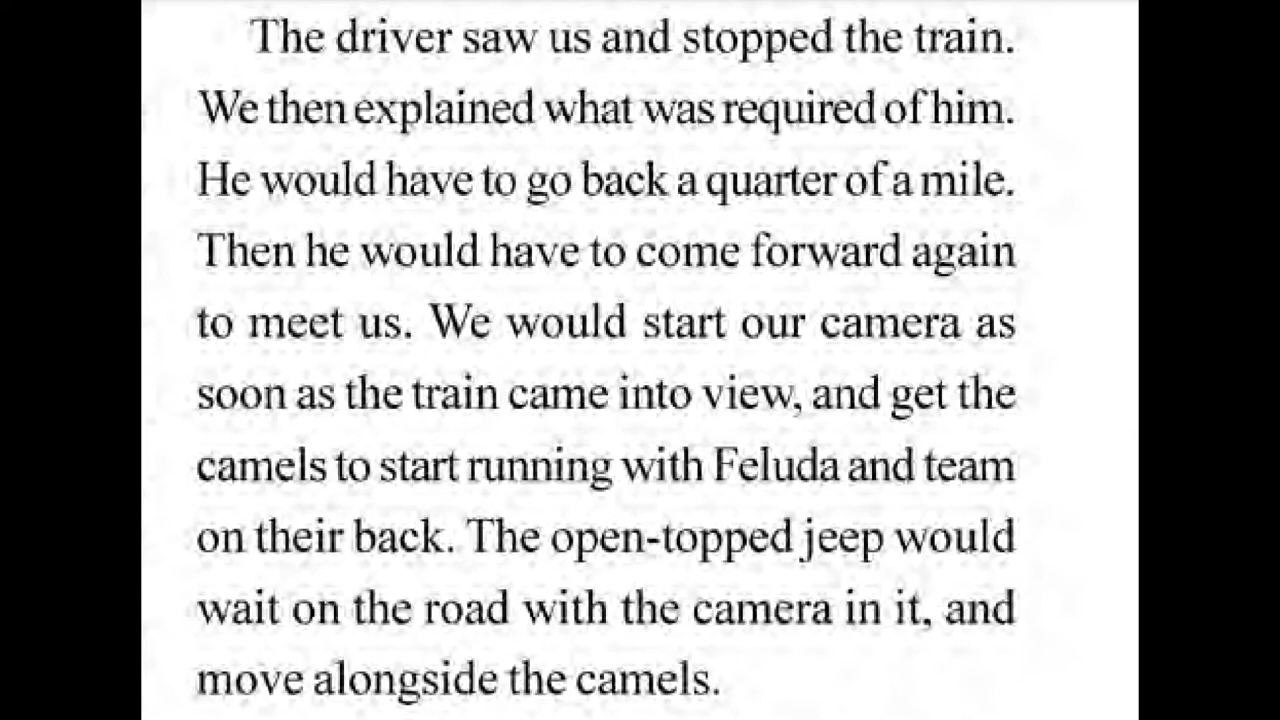 The driver saw us and stopped the train.
We then explained what was required of him.
He would have to go back a quarter of a mile.
Then he would have to come forward again
to meet us. We would start our camera as
soon as the train came into view, and get the
camels to start running with Feluda and team
on their back. The open-topped jeep would
wait on the road with the camera in it, and
move alongside the camels.